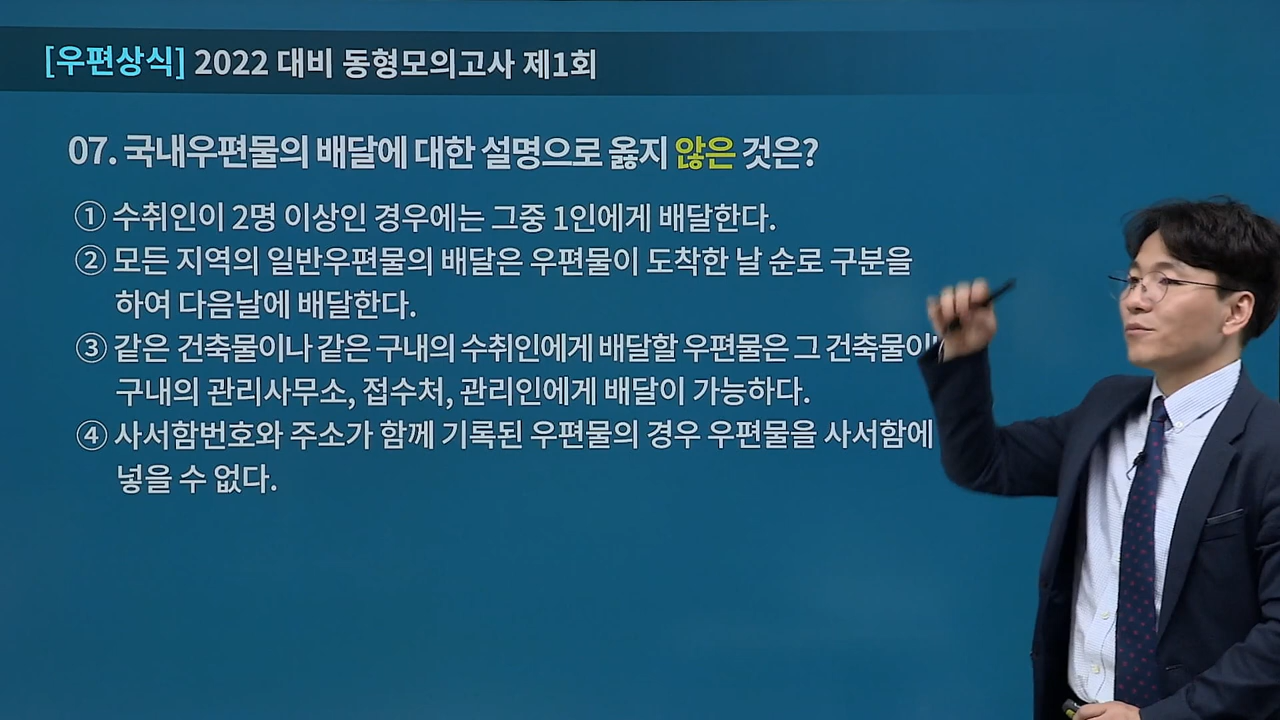 [우편상식] 2022 대비 동형모의고사 제1회
07. 국내우편물의 배달에 대한 설명으로 옳지 않은 것은?
① 수취인이 2명 이상인 경우에는 그중 1인에게 배달한다.
② 모든 지역의 일반우편물의 배달은 우편물이 도착한 날 순로 구분을
하여 다음날에 배달한다.
③ 같은 건축물이나 같은 구내의 수취인에게 배달할 우편물은 그 건축물이나
구내의 관리사무소, 접수처, 관리인에게 배달이 가능하다.
④ 사서함번호와 주소가 함께 기록된 우편물의 경우 우편물을 사서함에
넣을 수 없다.